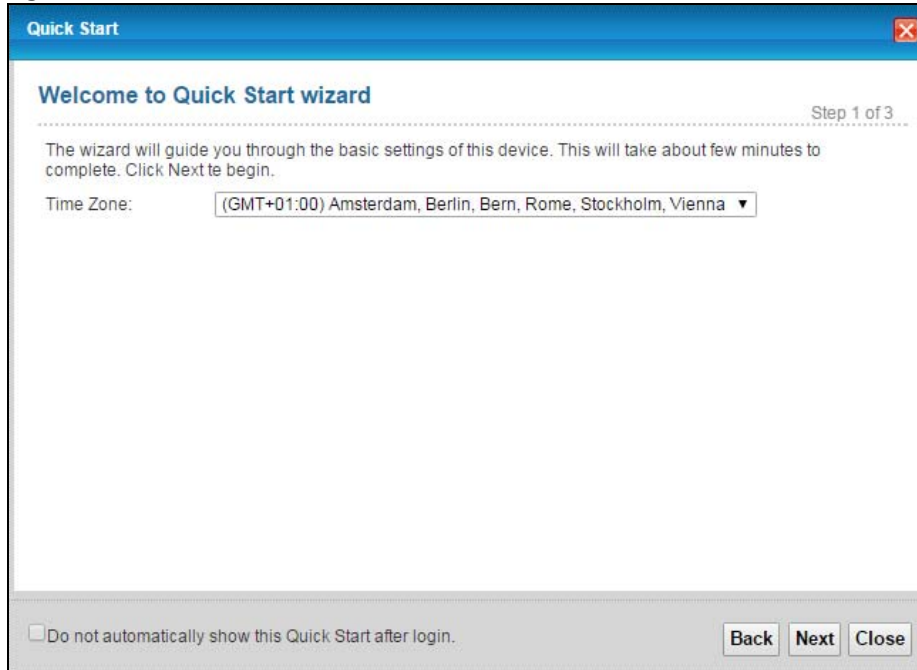 Quick Start
Welcome to Quick Start wizard
Step 1 of 3
The wizard will guide you through the basic settings of this device. This will take about few minutes to
complete. Click Next te begin.
Time Zone: (GMT+01:00) Amsterdam, Berlin, Bern, Rome, Stockholm, Vienna
Do not automatically show this Quick Start after login.
Back Next Close